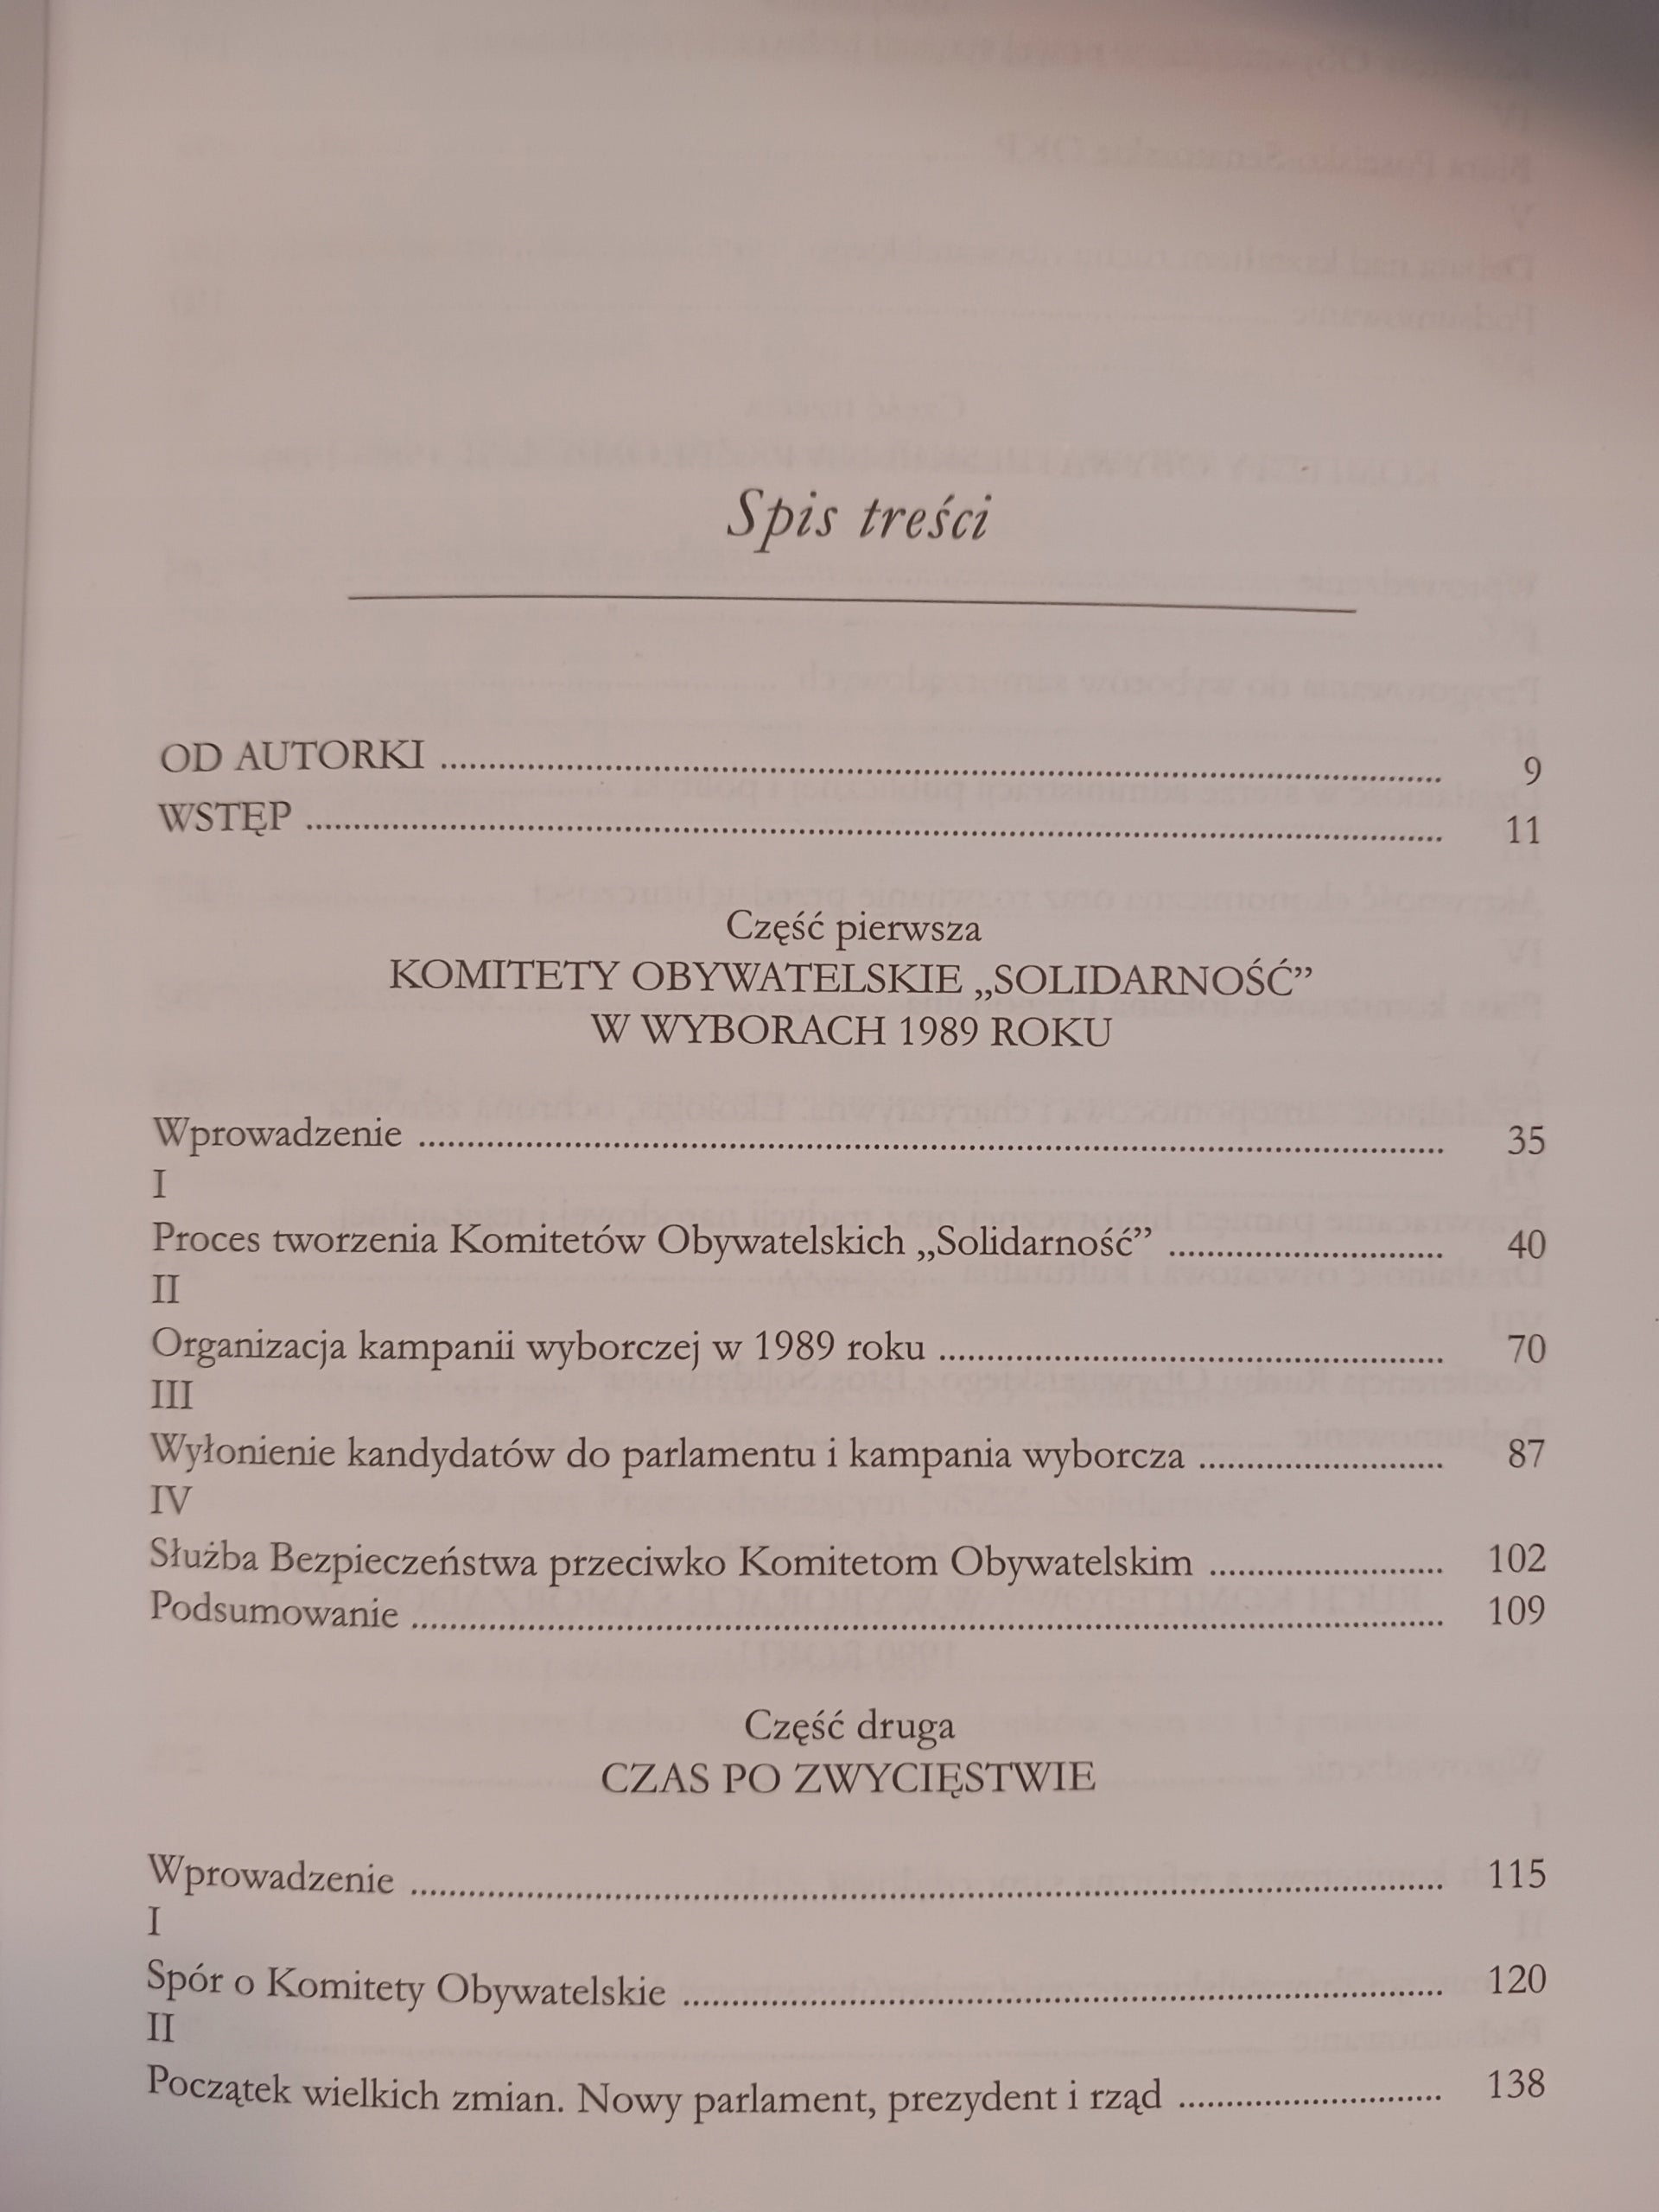 Spis treści
OD AUTORKI ........................................ 9
WSTĘP ........................................ 11
Część pierwsza
KOMITETY OBYWATELSKIE „SOLIDARNOŚĆ”
W WYBORACH 1989 ROKU
Wprowadzenie ........................................ 35
I
Proces tworzenia Komitetów Obywatelskich „Solidarność” ........................................ 40
II
Organizacja kampanii wyborczej w 1989 roku ........................................ 70
III
Wyłonienie kandydatów do parlamentu i kampania wyborcza ........................................ 87
IV
Służba Bezpieczeństwa przeciwko Komitetom Obywatelskim ........................................ 102
Podsumowanie ........................................ 109
Część druga
CZAS PO ZWYCIĘSTWIE
Wprowadzenie ........................................ 115
I
Spór o Komitety Obywatelskie ........................................ 120
II
Początek wielkich zmian. Nowy parlament, prezydent i rząd ........................................ 138